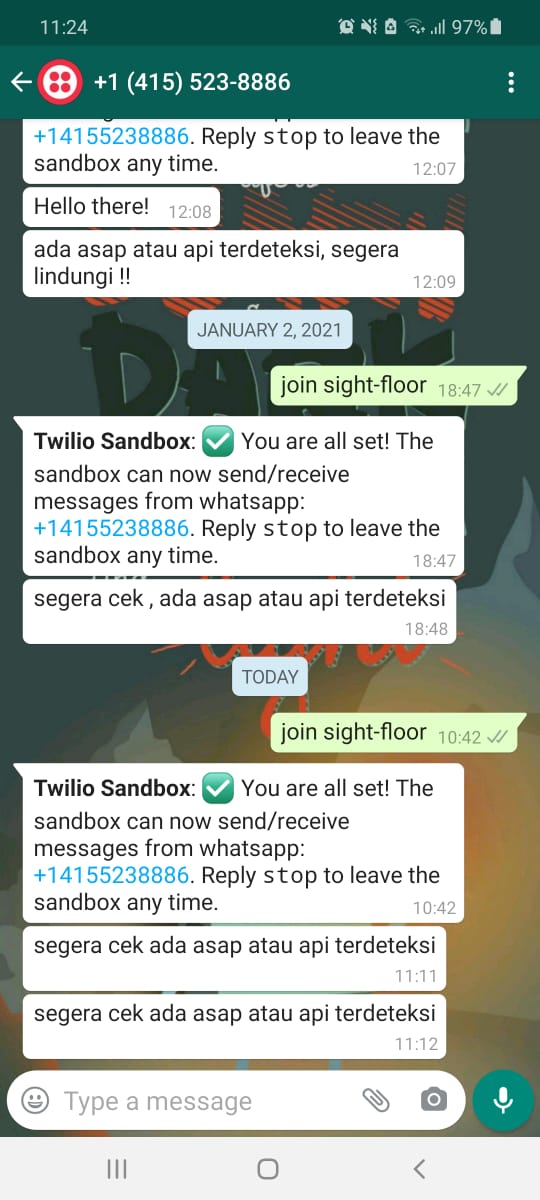 11:24
97%
+1 (415) 523-8886
+14155238886. Reply stop to leave the
sandbox any time.
12:07
Hello there!
12:08
ada asap atau api terdeteksi, segera
lindungi !!
12:09
JANUARY 2, 2021
join sight-floor
18:47
Twilio Sandbox: ✅ You are all set! The
sandbox can now send/receive
messages from whatsapp:
+14155238886. Reply stop to leave the
sandbox any time.
18:47
segera cek , ada asap atau api terdeteksi
18:48
TODAY
join sight-floor
10:42
Twilio Sandbox: ✅ You are all set! The
sandbox can now send/receive
messages from whatsapp:
+14155238886. Reply stop to leave the
sandbox any time.
10:42
segera cek ada asap atau api terdeteksi
11:11
segera cek ada asap atau api terdeteksi
11:12
Type a message